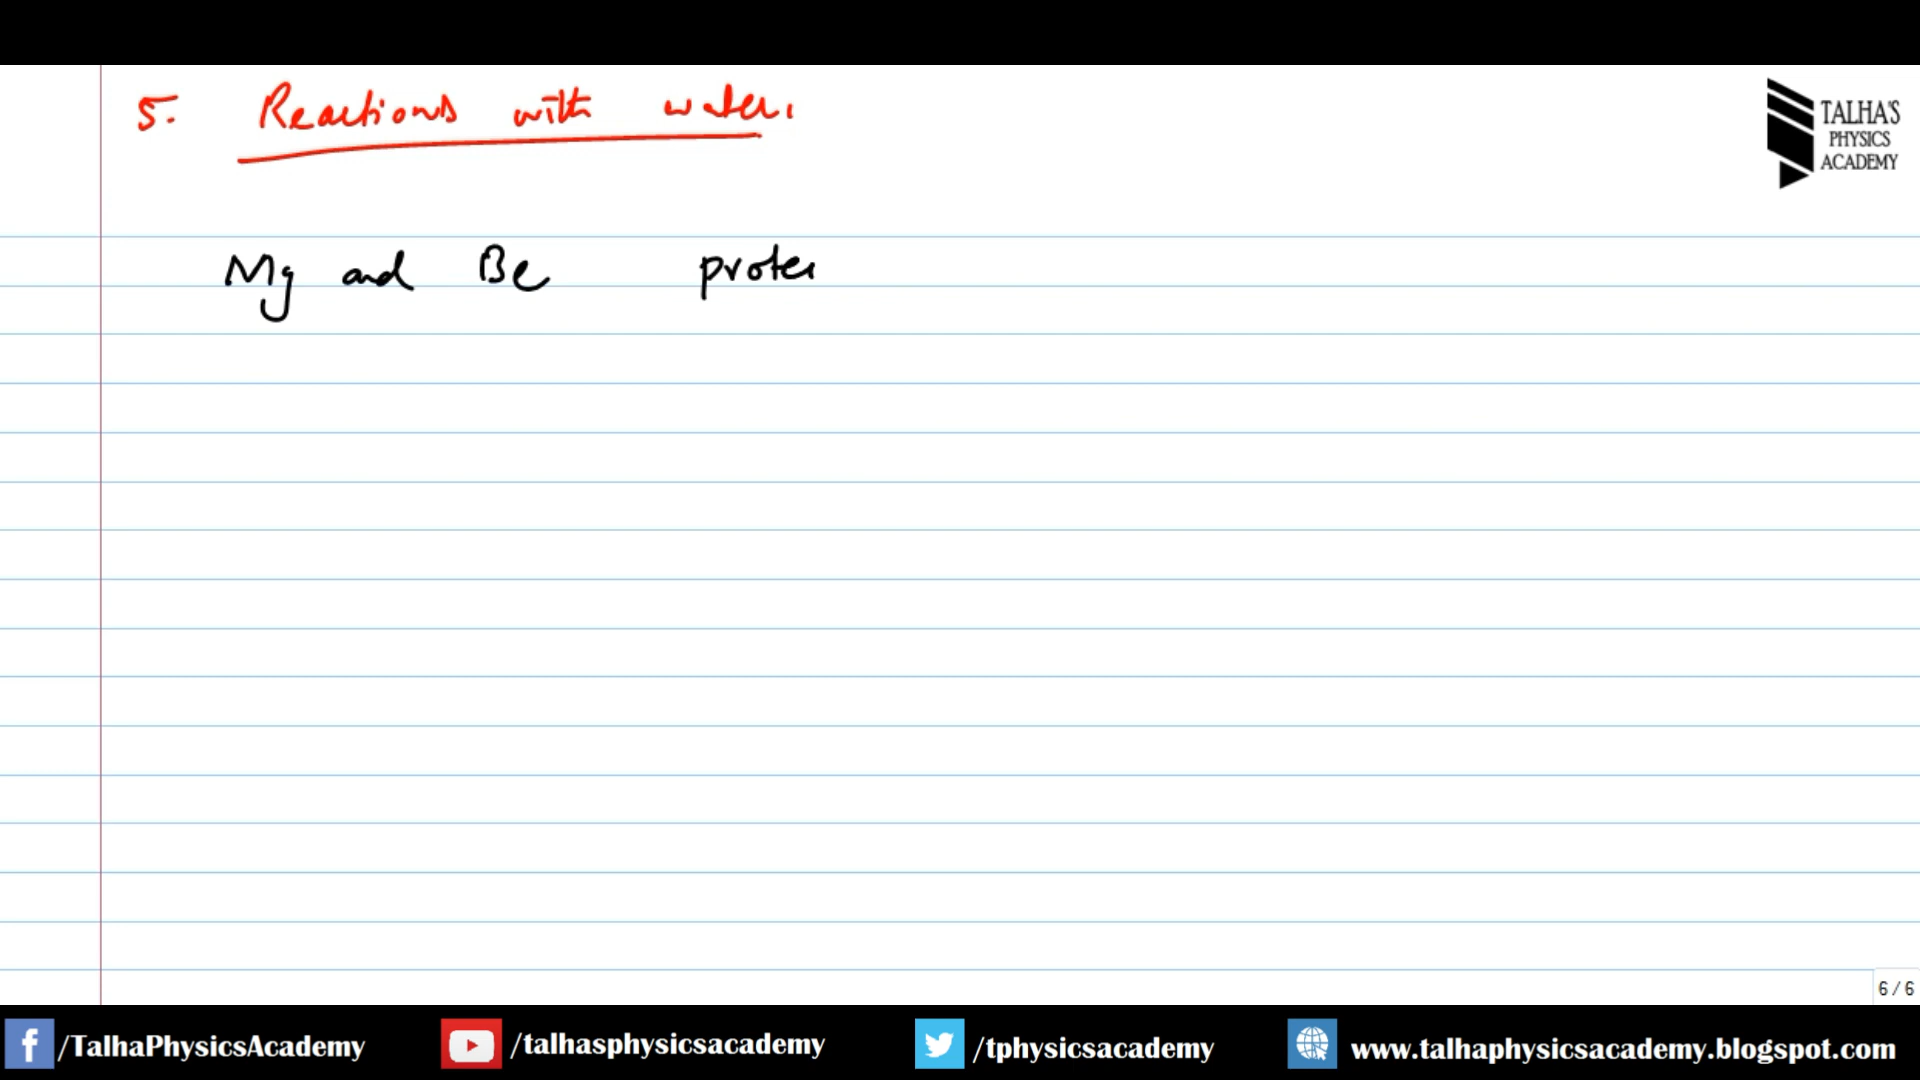 5. Reactions with water.
TALHA'S
PHYSICS
ACADEMY
Mg and Be protec
6 / 6
/TalhaPhysicsAcademy
/talhasphysicsacademy
/tphysicsacademy
www.talhaphysicsacademy.blogspot.com